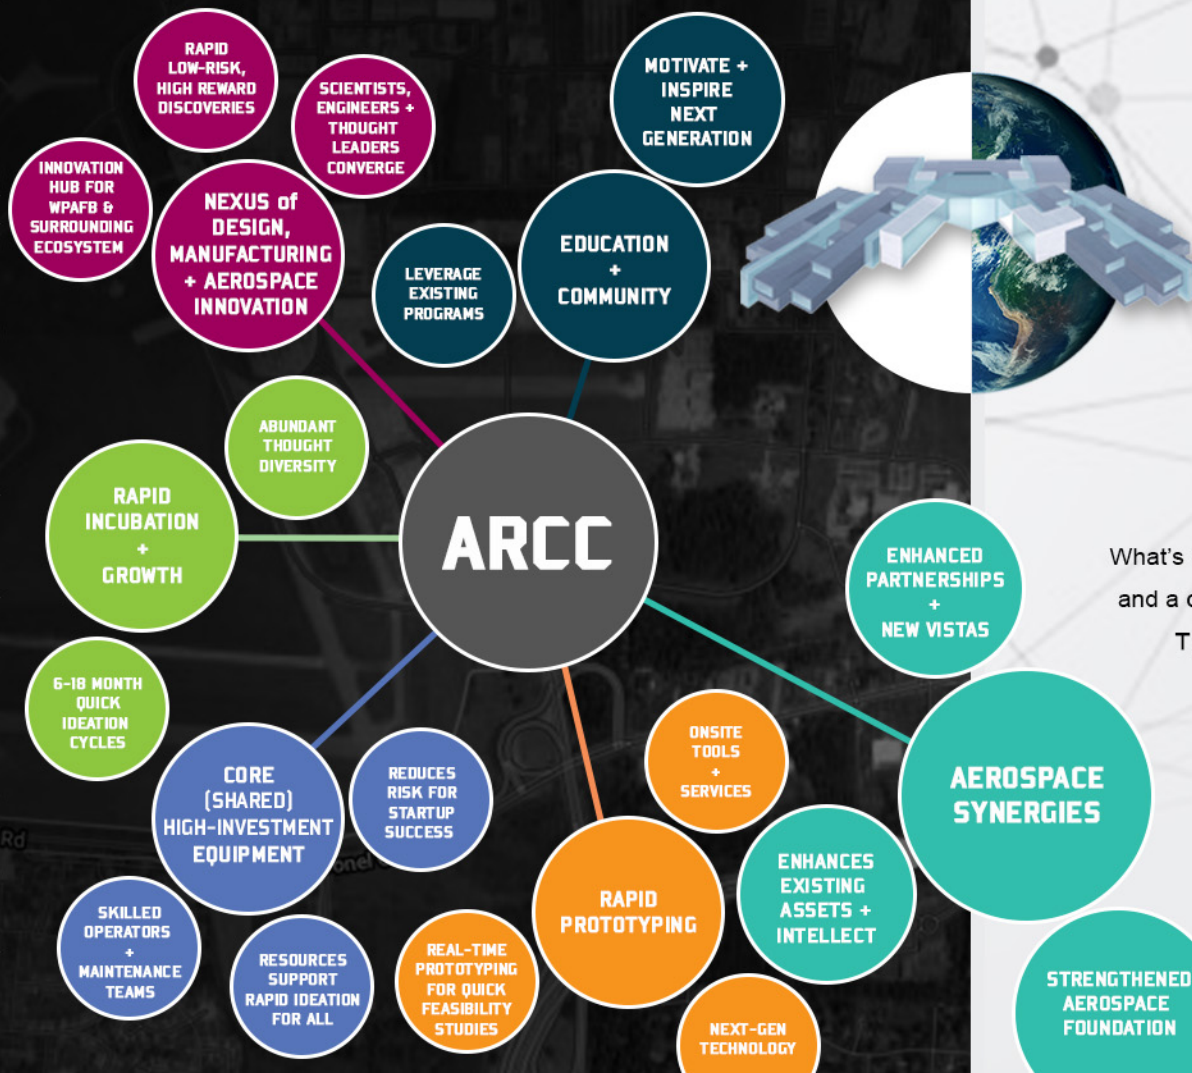 RAPID
LOW-RISK,
HIGH REWARD
DISCOVERIES
SCIENTISTS,
ENGINEERS +
THOUGHT
LEADERS
CONVERGE
INNOVATION
HUB FOR
WPAFB &
SURROUNDING
ECOSYSTEM
NEXUS of
DESIGN,
MANUFACTURING
+ AEROSPACE
INNOVATION
MOTIVATE +
INSPIRE
NEXT
GENERATION
EDUCATION
+
COMMUNITY
LEVERAGE
EXISTING
PROGRAMS
ABUNDANT
THOUGHT
DIVERSITY
RAPID
INCUBATION
+
GROWTH
6-18 MONTH
QUICK
IDEATION
CYCLES
ARCC
ENHANCED
PARTNERSHIPS
+
NEW VISTAS
What's
and a
T
AEROSPACE
SYNERGIES
ENHANCES
EXISTING
ASSETS +
INTELLECT
STRENGTHENED
AEROSPACE
FOUNDATION
CORE
(SHARED)
HIGH-INVESTMENT
EQUIPMENT
REDUCES
RISK FOR
STARTUP
SUCCESS
SKILLED
OPERATORS
+
MAINTENANCE
TEAMS
RESOURCES
SUPPORT
RAPID IDEATION
FOR ALL
ONSITE
TOOLS
+
SERVICES
RAPID
PROTOTYPING
REAL-TIME
PROTOTYPING
FOR QUICK
FEASIBILITY
STUDIES
NEXT-GEN
TECHNOLOGY
Rd